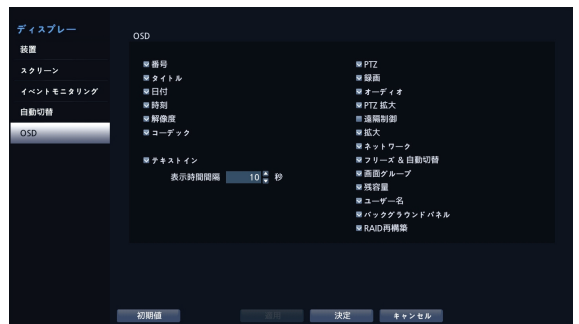 ディスプレー
装置
スクリーン
イベントモニタリング
自動切替
OSD
OSD
番号
タイトル
日付
時刻
解像度
コーデック
テキストイン
表示時間間隔 10 秒
PTZ
録画
オーディオ
PTZ 拡大
遠隔制御
拡大
ネットワーク
フリーズ & 自動切替
画面グループ
残容量
ユーザー名
バックグラウンドパネル
RAID再構築
初期値 適用 決定 キャンセル